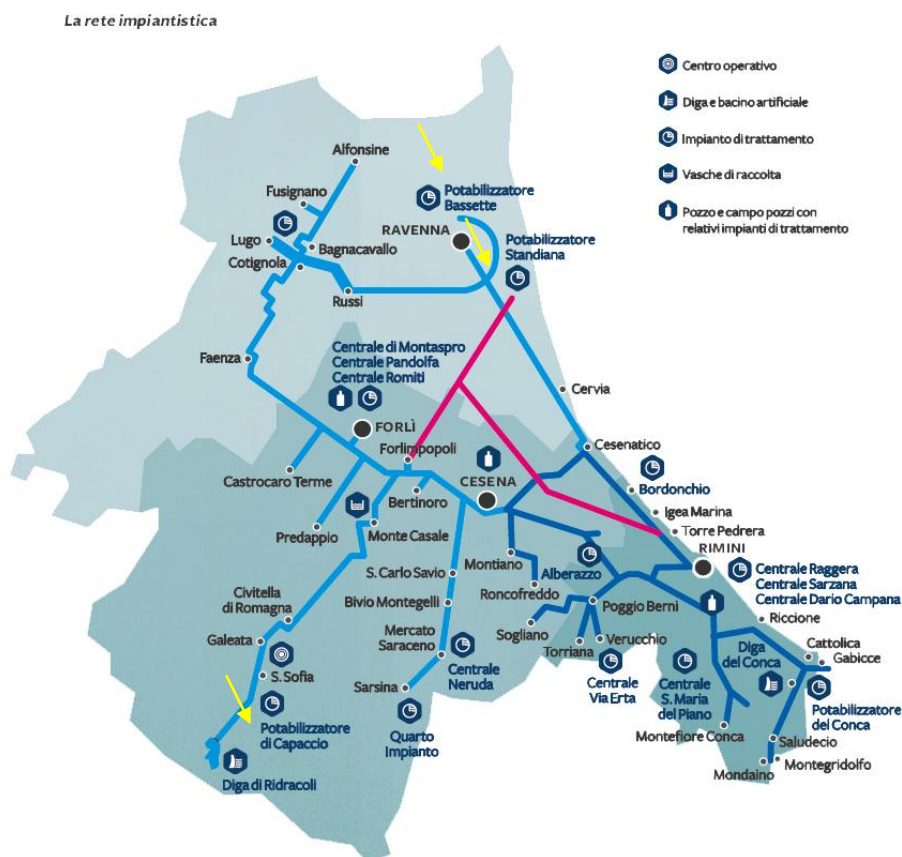 La rete impiantistica
Centro operativo
Diga e bacino artificiale
Impianto di trattamento
Vasche di raccolta
Pozzo e campo pozzi con
relativi impianti di trattamento
Alfonsine
Fusignano
Lugo
Bagnacavallo
Cotignola
Russi
Potabilizzatore
Bassette
RAVENNA
Potabilizzatore
Standiana
Faenza
Centrale di Montaspro
Centrale Pandolfa
Centrale Romiti
FORLÌ
Forlimpopoli
Cervia
Cesenatico
Castrocaro Terme
Bertinoro
CESENA
Bordonchio
Igea Marina
Torre Pedrera
RIMINI
Predappio
Monte Casale
Montiano
Alberazzo
Roncofreddo
Centrale Raggera
Centrale Sarzana
Centrale Dario Campana
S. Carlo Savio
Bivio Montegelli
Civitella
di Romagna
Galeata
Mercato
Saraceno
Sogliano
Poggio Berni
Torriana
Verucchio
Riccione
Cattolica
Gabicce
Diga
del Conca
S. Sofia
Sarsina
Centrale
Neruda
Centrale
Via Erta
Centrale
S. Maria
del Piano
Potabilizzatore
del Conca
Potabilizzatore
di Capaccio
Quarto
Impianto
Montefiore Conca
Saludecio
Mondaino
Montegridolfo
Diga di Ridracoli